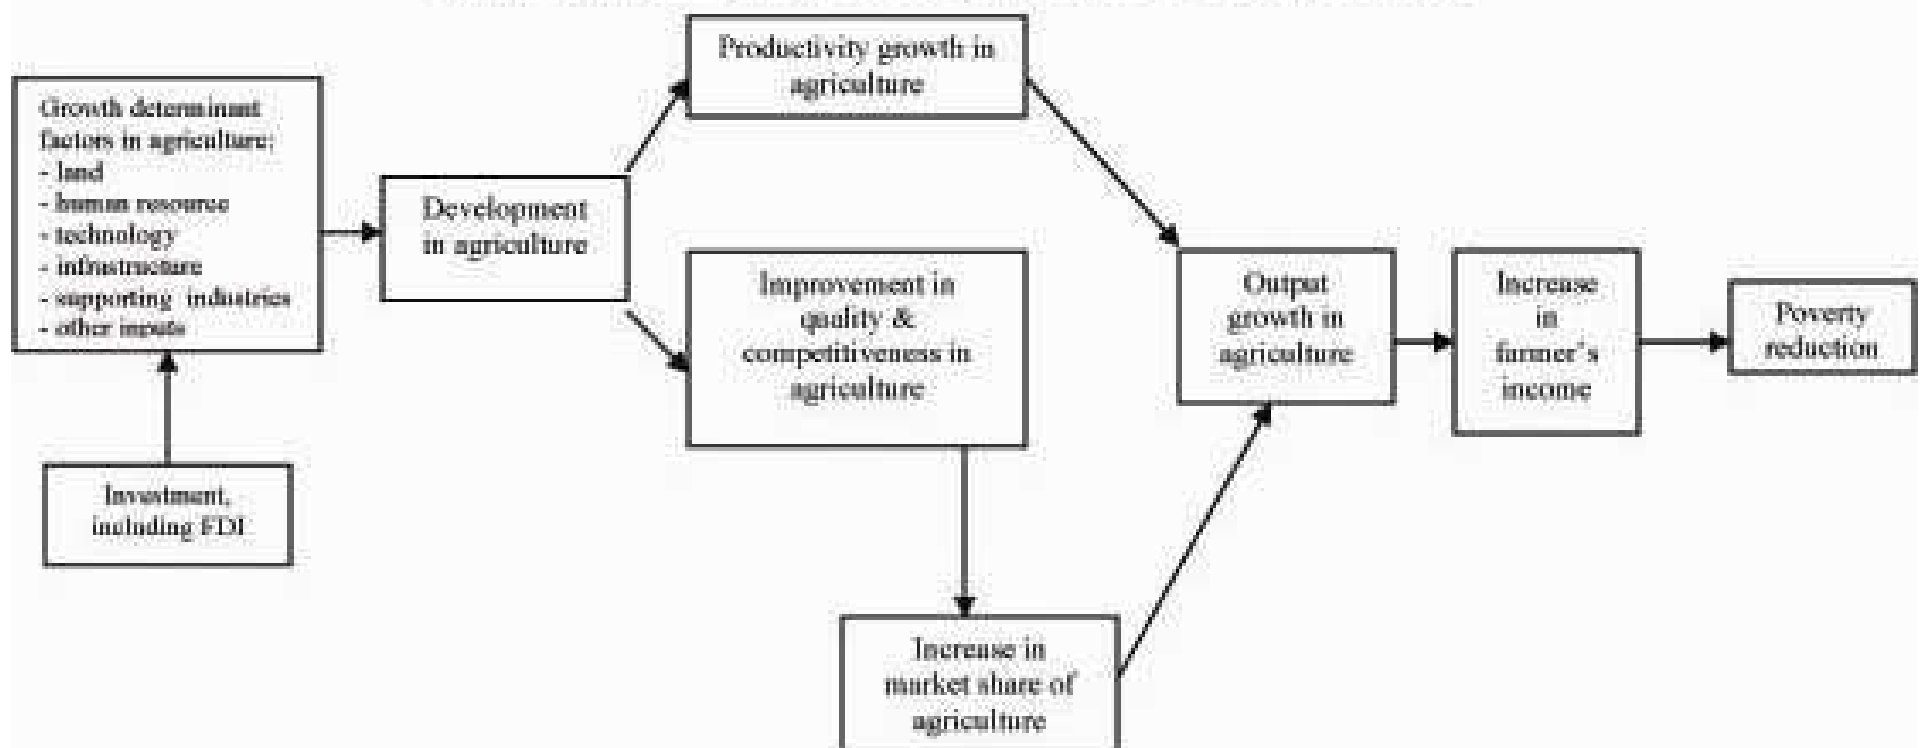 Productivity growth in
agriculture
Growth determinant
factors in agriculture:
- land
- human resource
- technology
- infrastructure
- supporting industries
- other inputs
Development
in agriculture
Improvement in
quality &
competitiveness in
agriculture
Output
growth in
agriculture
Increase
in
farmer's
income
Poverty
reduction
Investment,
including FDI
Increase in
market share of
agriculture